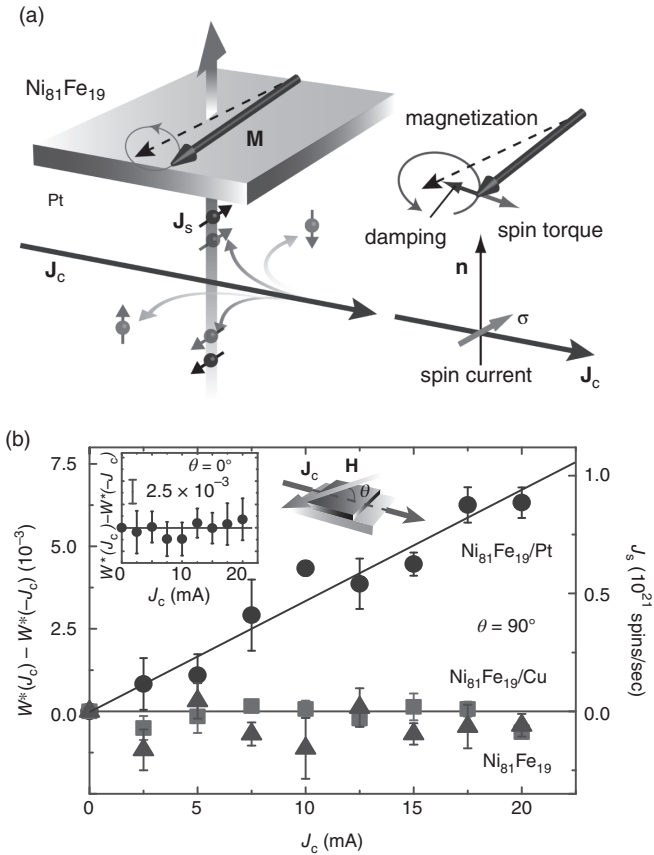 (a)
Ni81Fe19
M
magnetization
Pt
Js
damping
spin torque
Jc
n
σ
spin current
Jc
(b)
7.5
5.0
2.5
0.0
W*(Jc) – W*(–Jc) (10–3)
θ = 0°
2.5 × 10–3
W*(Jc)–W*(–Jc)
0
10
20
Jc (mA)
Jc
H
θ
Ni81Fe19/Pt
θ = 90°
Ni81Fe19/Cu
Ni81Fe19
1.0
0.5
0.0
Js (1021 spins/sec)
0
5
10
15
20
Jc (mA)